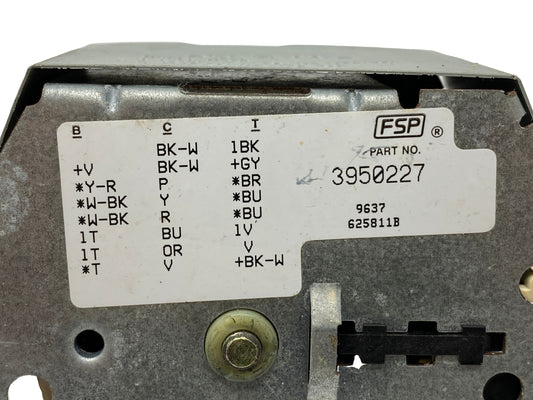 B C T
BK-W 1BK
+V BK-W +GY
*Y-R P *BR
*W-BK Y *BU
*W-BK R *BU
1T BU 1V
1T OR V
*T V +BK-W
FSP ®
PART NO.
3950227
9637
625811B